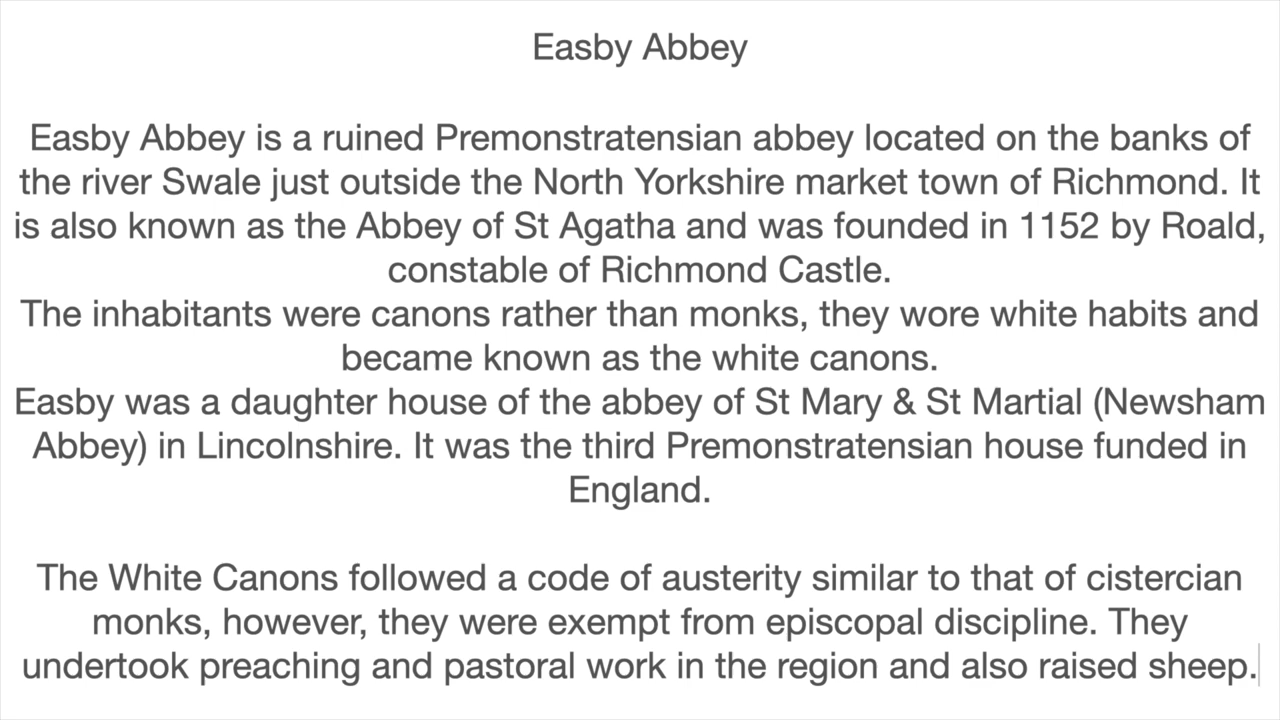 Easby Abbey
Easby Abbey is a ruined Premonstratensian abbey located on the banks of
the river Swale just outside the North Yorkshire market town of Richmond. It
is also known as the Abbey of St Agatha and was founded in 1152 by Roald,
constable of Richmond Castle.
The inhabitants were canons rather than monks, they wore white habits and
became known as the white canons.
Easby was a daughter house of the abbey of St Mary & St Martial (Newsham
Abbey) in Lincolnshire. It was the third Premonstratensian house funded in
England.
The White Canons followed a code of austerity similar to that of cistercian
monks, however, they were exempt from episcopal discipline. They
undertook preaching and pastoral work in the region and also raised sheep.